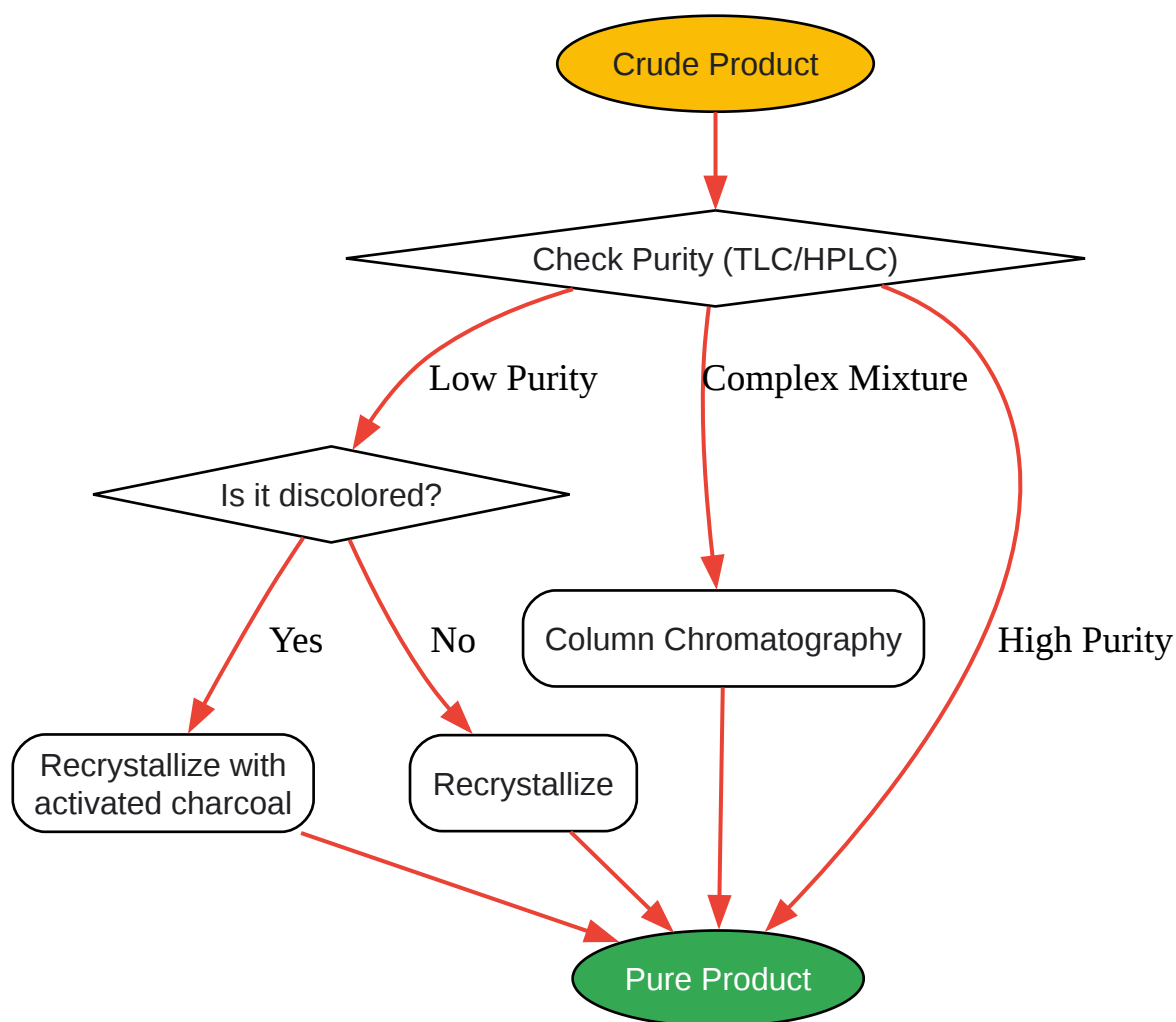 Crude Product
Check Purity (TLC/HPLC)
Low Purity
Complex Mixture
Is it discolored?
Yes
No
Column Chromatography
High Purity
Recrystallize with
activated charcoal
Recrystallize
Pure Product